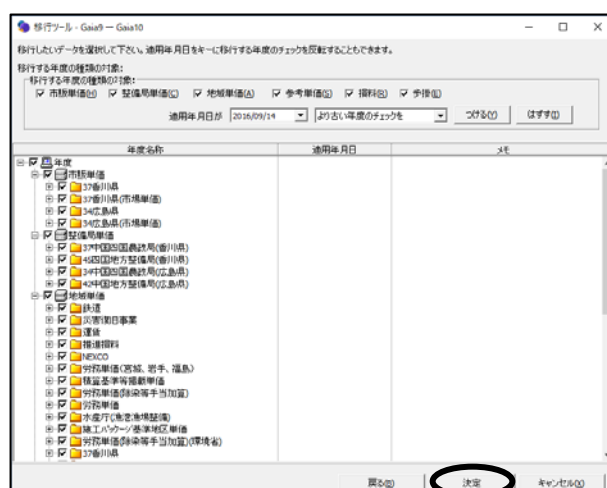 移行ツール - Gaia9 ― Gaia10
移行したいデータを選択して下さい。適用年月日をキーに移行する年度のチェックを反転することもできます。
移行する年度の種類の対象:
移行する年度の種類の対象:
市販単価(H) 整備局単価(C) 地域単価(A) 参考単価(S) 損料(R) 歩掛(L)
適用年月日が 2016/09/14 より古い年度のチェックを つける(Y) はずす(J)
年度名称 適用年月日 メモ
年度
市販単価
37香川県
37香川県(市場単価)
34広島県
34広島県(市場単価)
整備局単価
37中国四国農政局(香川県)
45四国地方整備局(香川県)
34中国四国農政局(広島県)
42中国地方整備局(広島県)
地域単価
鉄道
災害復旧事業
運賃
推進損料
NEXCO
労務単価(宮城、岩手、福島)
積算基準等掲載単価
労務単価(除染等手当加算)
労務単価
水産庁(漁港漁場整備)
施工パッケージ基準地区単価
労務単価(除染等手当加算)(環境省)
37香川県
戻る(B) 決定 キャンセル(X)